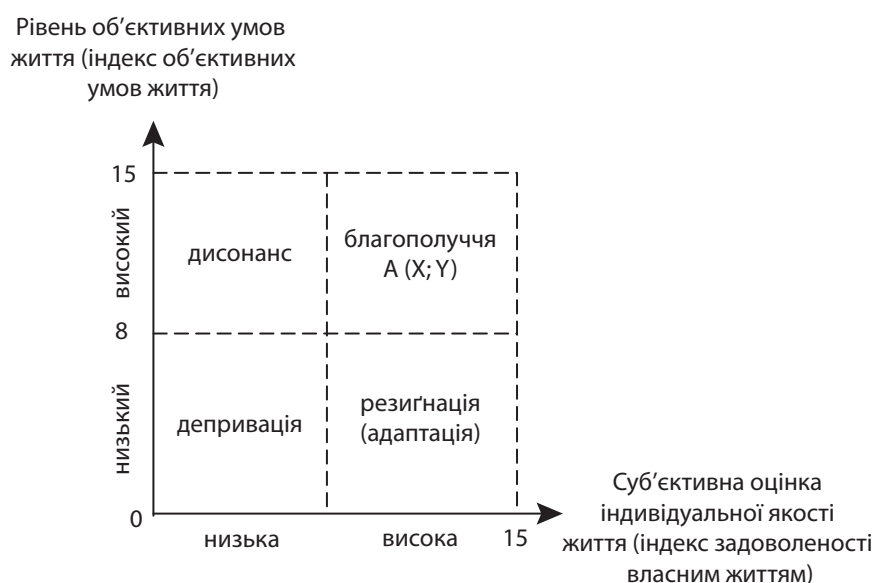 Рівень об’єктивних умов
життя (індекс об’єктивних
умов життя)
15
високий
дисонанс
благополуччя
А (X; Y)
8
низький
депривація
резиґнація
(адаптація)
0
низька
висока
15
Суб’єктивна оцінка
індивідуальної якості
життя (індекс задоволеності
власним життям)